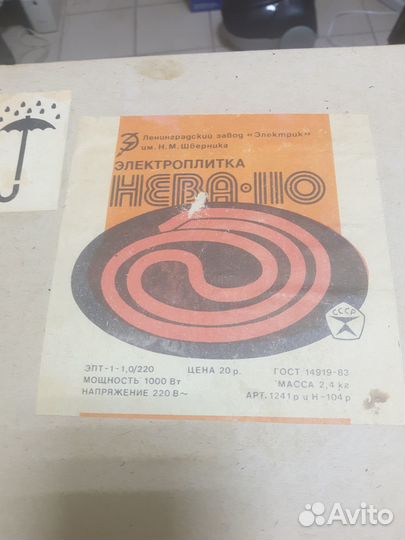 Ленинградский завод «Электрик»
им. Н. М. Шверника
ЭЛЕКТРОПЛИТКА
НЕВА·110
СССР
ЭПТ-1-1,0/220
МОЩНОСТЬ 1000 Вт
НАПРЯЖЕНИЕ 220 В~
ЦЕНА 20 р.
ГОСТ 14919-83
МАССА 2,4 кг
АРТ. 1241 р и Н-104 р
Avito